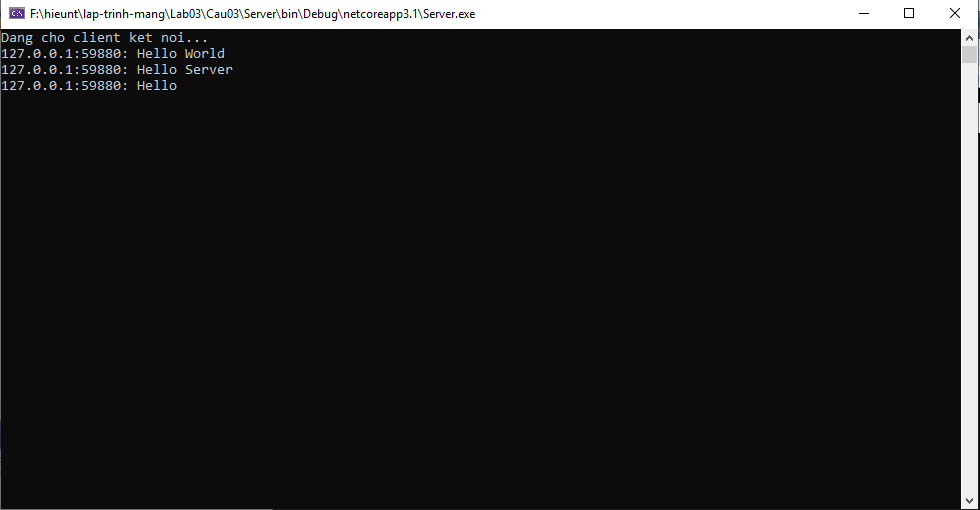 F:\hieunt\lap-trinh-mang\Lab03\Cau03\Server\bin\Debug\netcoreapp3.1\Server.exe
Dang cho client ket noi...
127.0.0.1:59880: Hello World
127.0.0.1:59880: Hello Server
127.0.0.1:59880: Hello